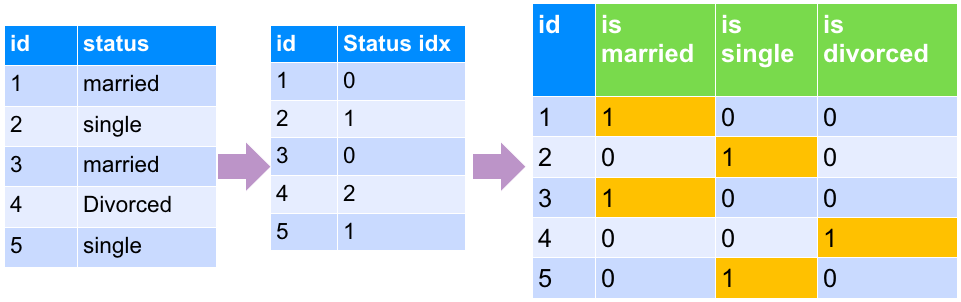 id status
1 married
2 single
3 married
4 Divorced
5 single
id Status idx
1 0
2 1
3 0
4 2
5 1
id is married is single is divorced
1 1 0 0
2 0 1 0
3 1 0 0
4 0 0 1
5 0 1 0